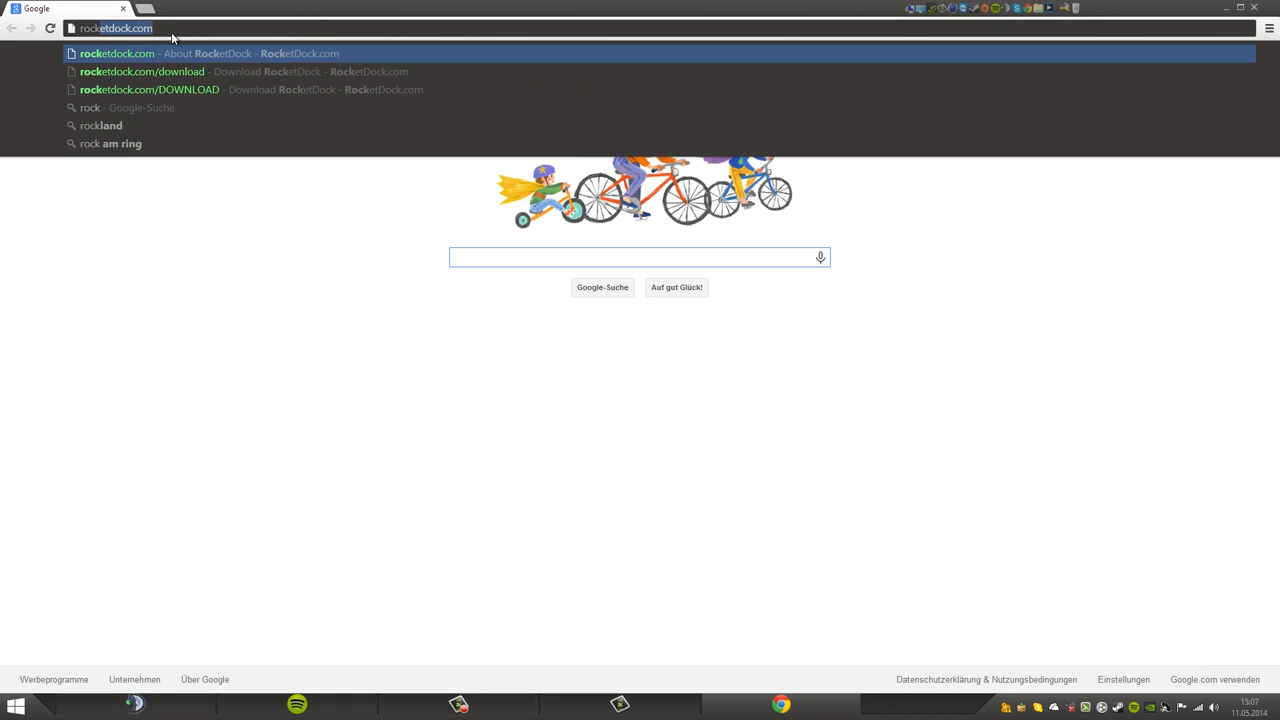 Google
rocketdock.com
rocketdock.com - About RocketDock - RocketDock.com
rocketdock.com/download - Download RocketDock - RocketDock.com
rocketdock.com/DOWNLOAD - Download RocketDock - RocketDock.com
rock - Google-Suche
rockland
rock am ring
Google-Suche Auf gut Glück!
Werbeprogramme Unternehmen Über Google Datenschutzerklärung & Nutzungsbedingungen Einstellungen Google.com verwenden
15:07
11.05.2014